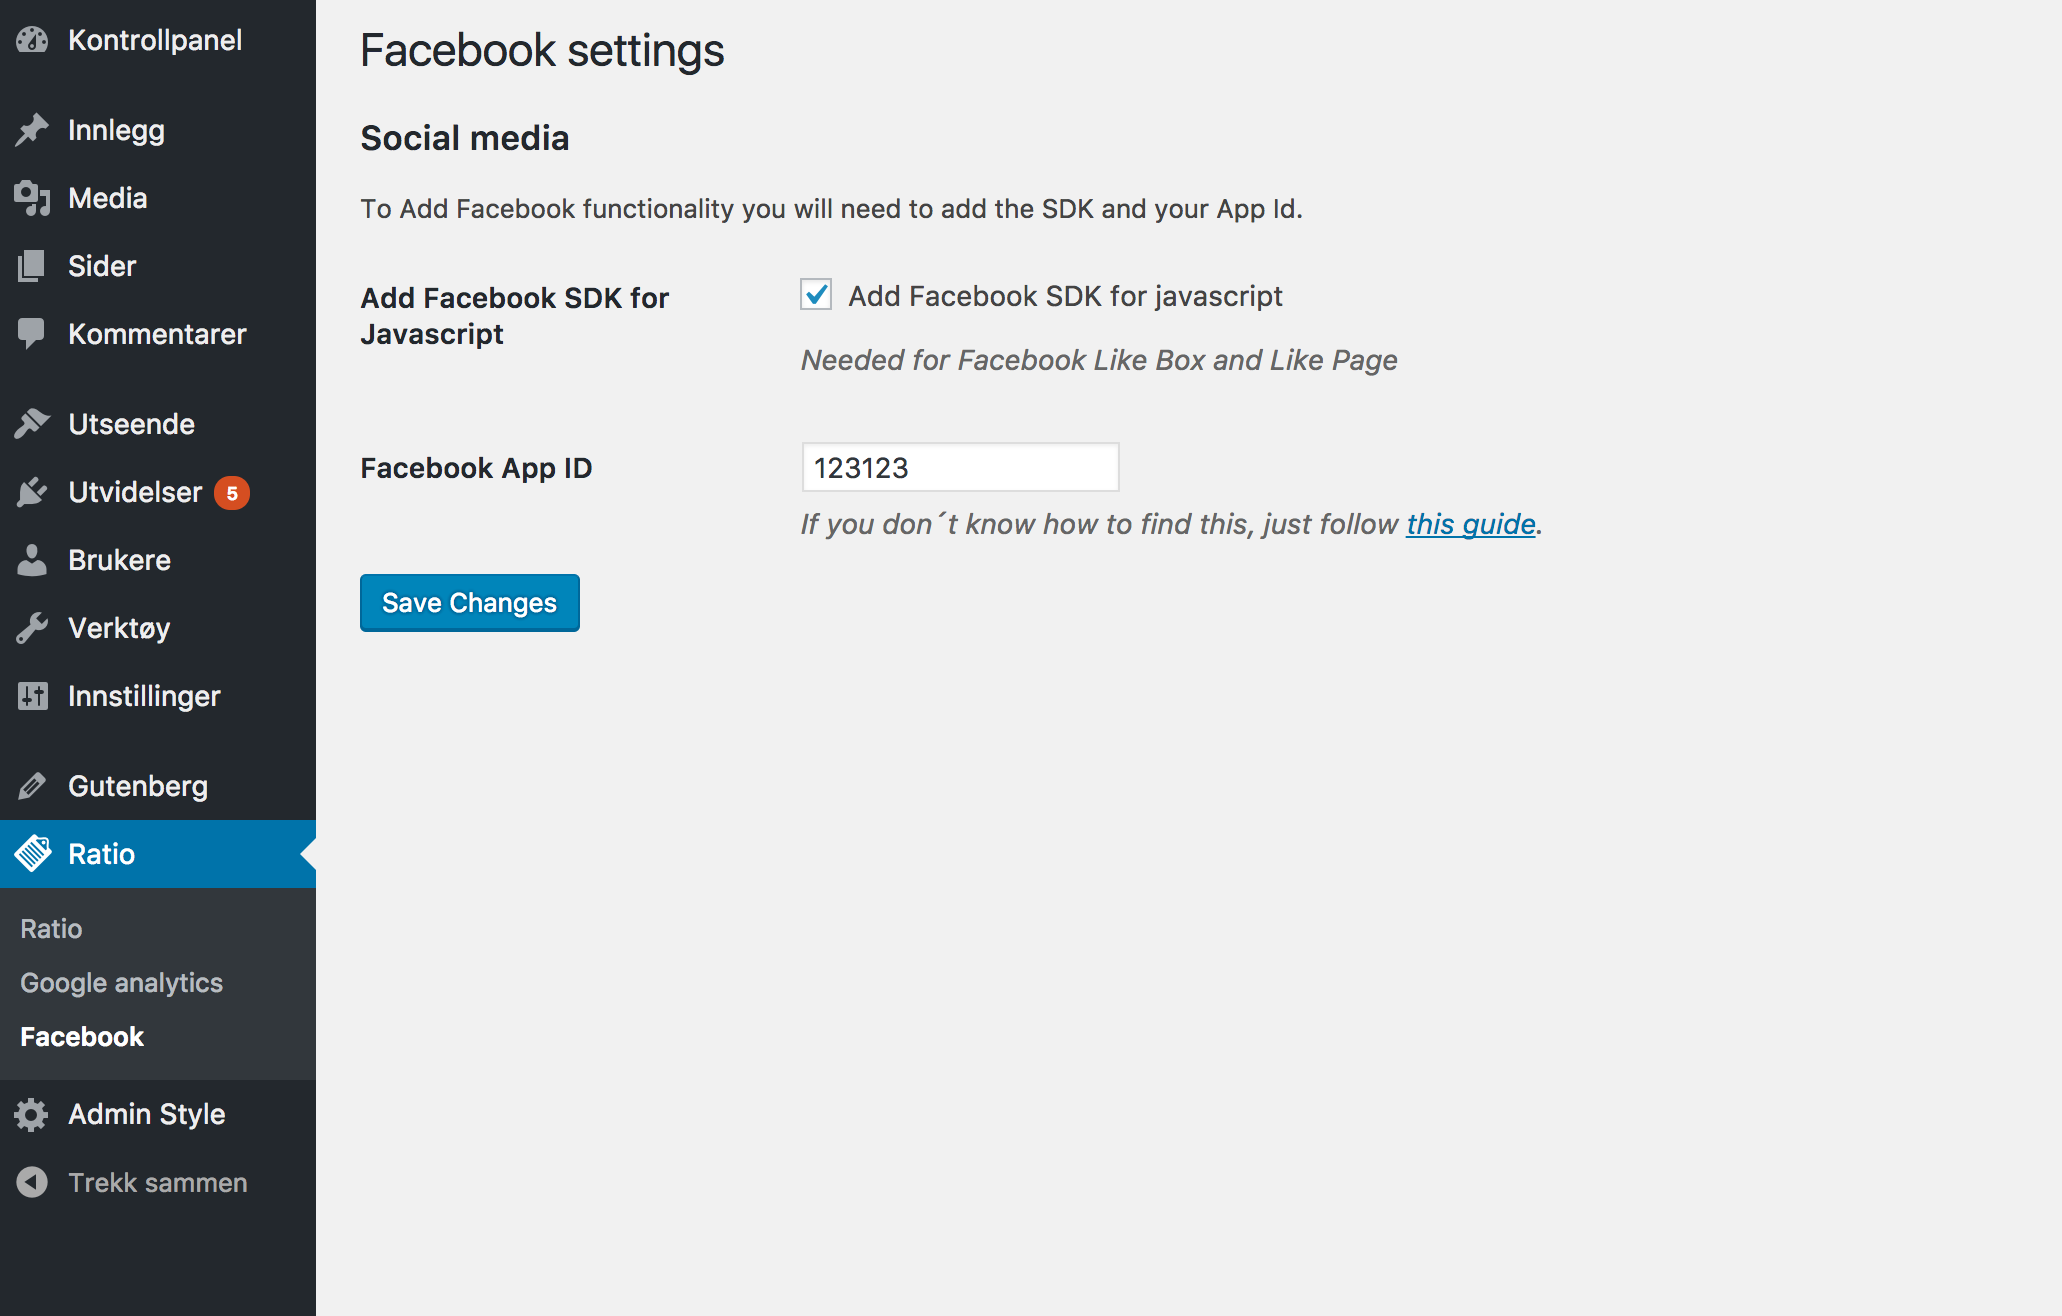 Kontrollpanel
Innlegg
Media
Sider
Kommentarer
Utseende
Utvidelser 5
Brukere
Verktøy
Innstillinger
Gutenberg
Ratio
Ratio
Google analytics
Facebook
Admin Style
Trekk sammen
Facebook settings
Social media
To Add Facebook functionality you will need to add the SDK and your App Id.
Add Facebook SDK for
Javascript
Add Facebook SDK for javascript
Needed for Facebook Like Box and Like Page
Facebook App ID
123123
If you don´t know how to find this, just follow this guide.
Save Changes